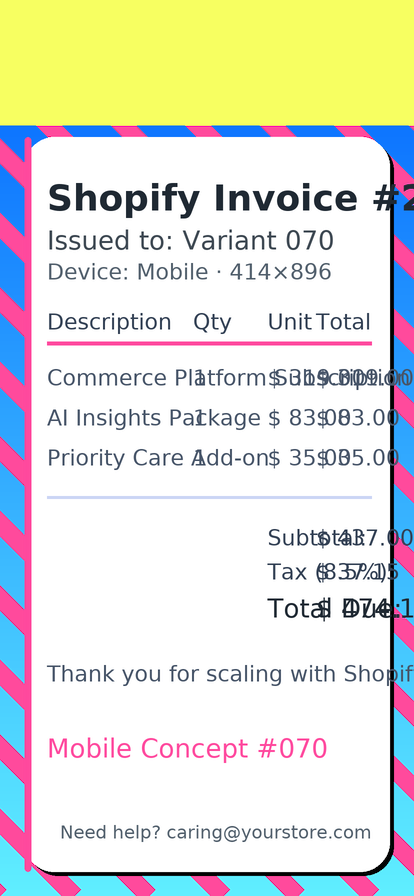 Shopify Invoice #2
Issued to: Variant 070
Device: Mobile · 414×896
Description Qty Unit Total
Commerce Platform Subscription 1 $ 319.00 $ 319.00
AI Insights Package 1 $ 83.00 $ 83.00
Priority Care Add-on 1 $ 35.00 $ 35.00
Subtotal: $ 437.00
Tax (8.5%): $ 37.15
Total Due: $ 474.1
Thank you for scaling with Shopif
Mobile Concept #070
Need help? caring@yourstore.com